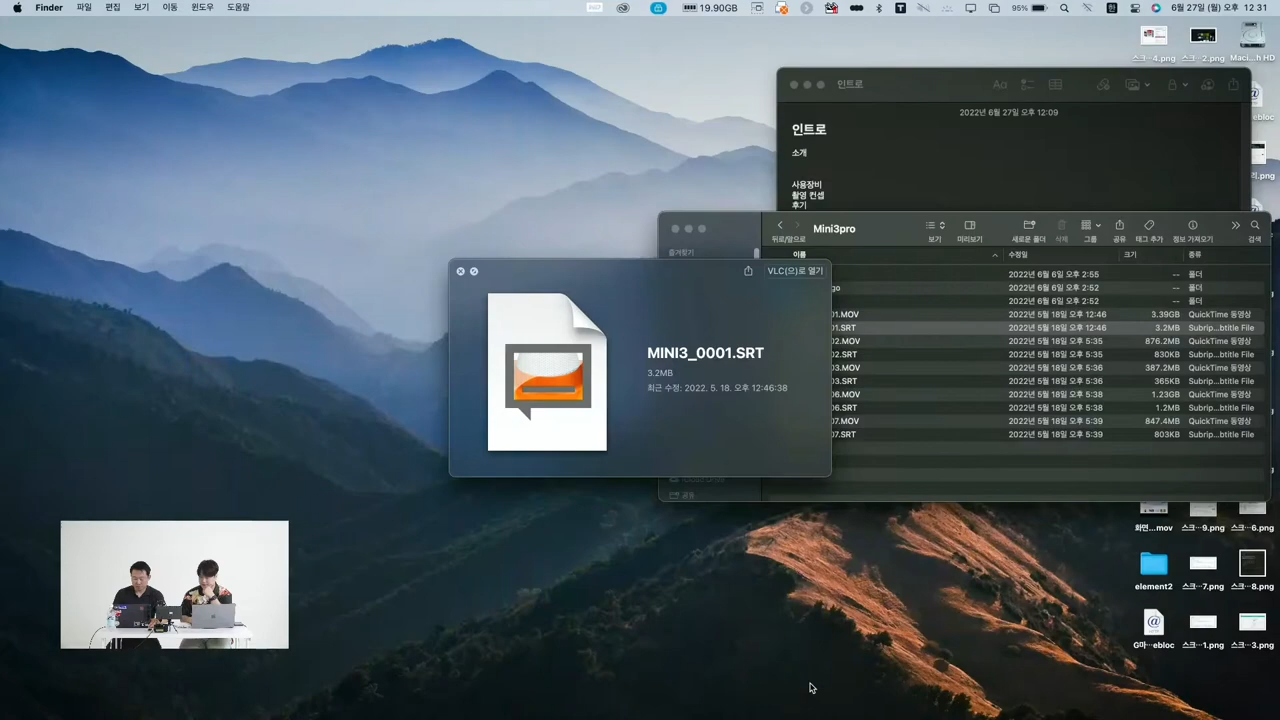 Finder 파일 편집 보기 이동 윈도우 도움말
19.90GB 95% 한 6월 27일 (월) 오후 12:31
스크…4.png 스크…2.png Maci…h HD
인트로
2022년 6월 27일 오후 12:09
인트로
소개
사용장비
촬영 컨셉
후기
Mini3pro
뒤로/앞으로 보기 미리보기 새로운 폴더 삭제 그룹 공유 태그 추가 정보 가져오기 검색
즐겨찾기
이름 수정일 크기 종류
2022년 6월 6일 오후 2:55 -- 폴더
2022년 6월 6일 오후 2:52 -- 폴더
2022년 6월 6일 오후 2:52 -- 폴더
01.MOV 2022년 5월 18일 오후 12:46 3.39GB QuickTime 동영상
01.SRT 2022년 5월 18일 오후 12:46 3.2MB Subrip…btitle File
02.MOV 2022년 5월 18일 오후 5:35 876.2MB QuickTime 동영상
02.SRT 2022년 5월 18일 오후 5:35 830KB Subrip…btitle File
03.MOV 2022년 5월 18일 오후 5:36 387.2MB QuickTime 동영상
03.SRT 2022년 5월 18일 오후 5:36 365KB Subrip…btitle File
06.MOV 2022년 5월 18일 오후 5:38 1.23GB QuickTime 동영상
06.SRT 2022년 5월 18일 오후 5:38 1.2MB Subrip…btitle File
07.MOV 2022년 5월 18일 오후 5:39 847.4MB QuickTime 동영상
07.SRT 2022년 5월 18일 오후 5:39 803KB Subrip…btitle File
공유
VLC(으)로 열기
MINI3_0001.SRT
3.2MB
최근 수정: 2022. 5. 18. 오후 12:46:38
화면….mov 스크…9.png 스크…6.png
element2 스크…7.png 스크…8.png
G마…ebloc 스크…1.png 스크…3.png